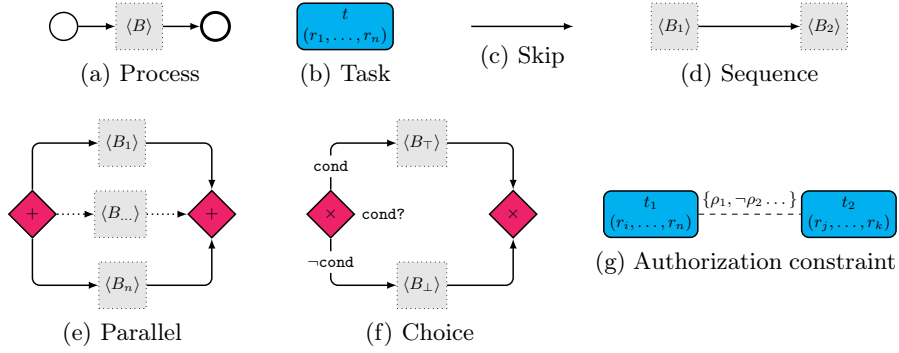 ⟨B⟩
(a) Process
t
(r₁, . . . , rₙ)
(b) Task
(c) Skip
⟨B₁⟩
⟨B₂⟩
(d) Sequence
⟨B₁⟩
+
⟨B...⟩
+
⟨Bₙ⟩
(e) Parallel
⟨B⊤⟩
cond
×
cond?
×
¬cond
⟨B⊥⟩
(f) Choice
t₁
(rᵢ, . . . , rₙ)
{ρ₁, ¬ρ₂ . . . }
t₂
(rⱼ, . . . , rₖ)
(g) Authorization constraint